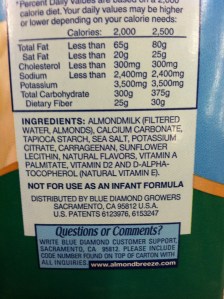 *Percent Daily Values are based on a 2,000
calorie diet. Your daily values may be higher
or lower depending on your calorie needs:
Calories: 2,000 2,500
Total Fat Less than 65g 80g
Sat Fat Less than 20g 25g
Cholesterol Less than 300mg 300mg
Sodium Less than 2,400mg 2,400mg
Potassium 3,500mg 3,500mg
Total Carbohydrate 300g 375g
Dietary Fiber 25g 30g
INGREDIENTS: ALMONDMILK (FILTERED
WATER, ALMONDS), CALCIUM CARBONATE,
TAPIOCA STARCH, SEA SALT, POTASSIUM
CITRATE, CARRAGEENAN, SUNFLOWER
LECITHIN, NATURAL FLAVORS, VITAMIN A
PALMITATE, VITAMIN D2 AND D-ALPHA-
TOCOPHEROL (NATURAL VITAMIN E).
NOT FOR USE AS AN INFANT FORMULA
DISTRIBUTED BY BLUE DIAMOND GROWERS
SACRAMENTO, CA 95812 U.S.A.
U.S. PATENTS 6123976, 6153247
Questions or Comments?
WRITE BLUE DIAMOND CUSTOMER SUPPORT,
SACRAMENTO, CA 95812. PLEASE INCLUDE
CODE NUMBER FOUND ON TOP OF CARTON WITH
ALL INQUIRIES. www.almondbreeze.com